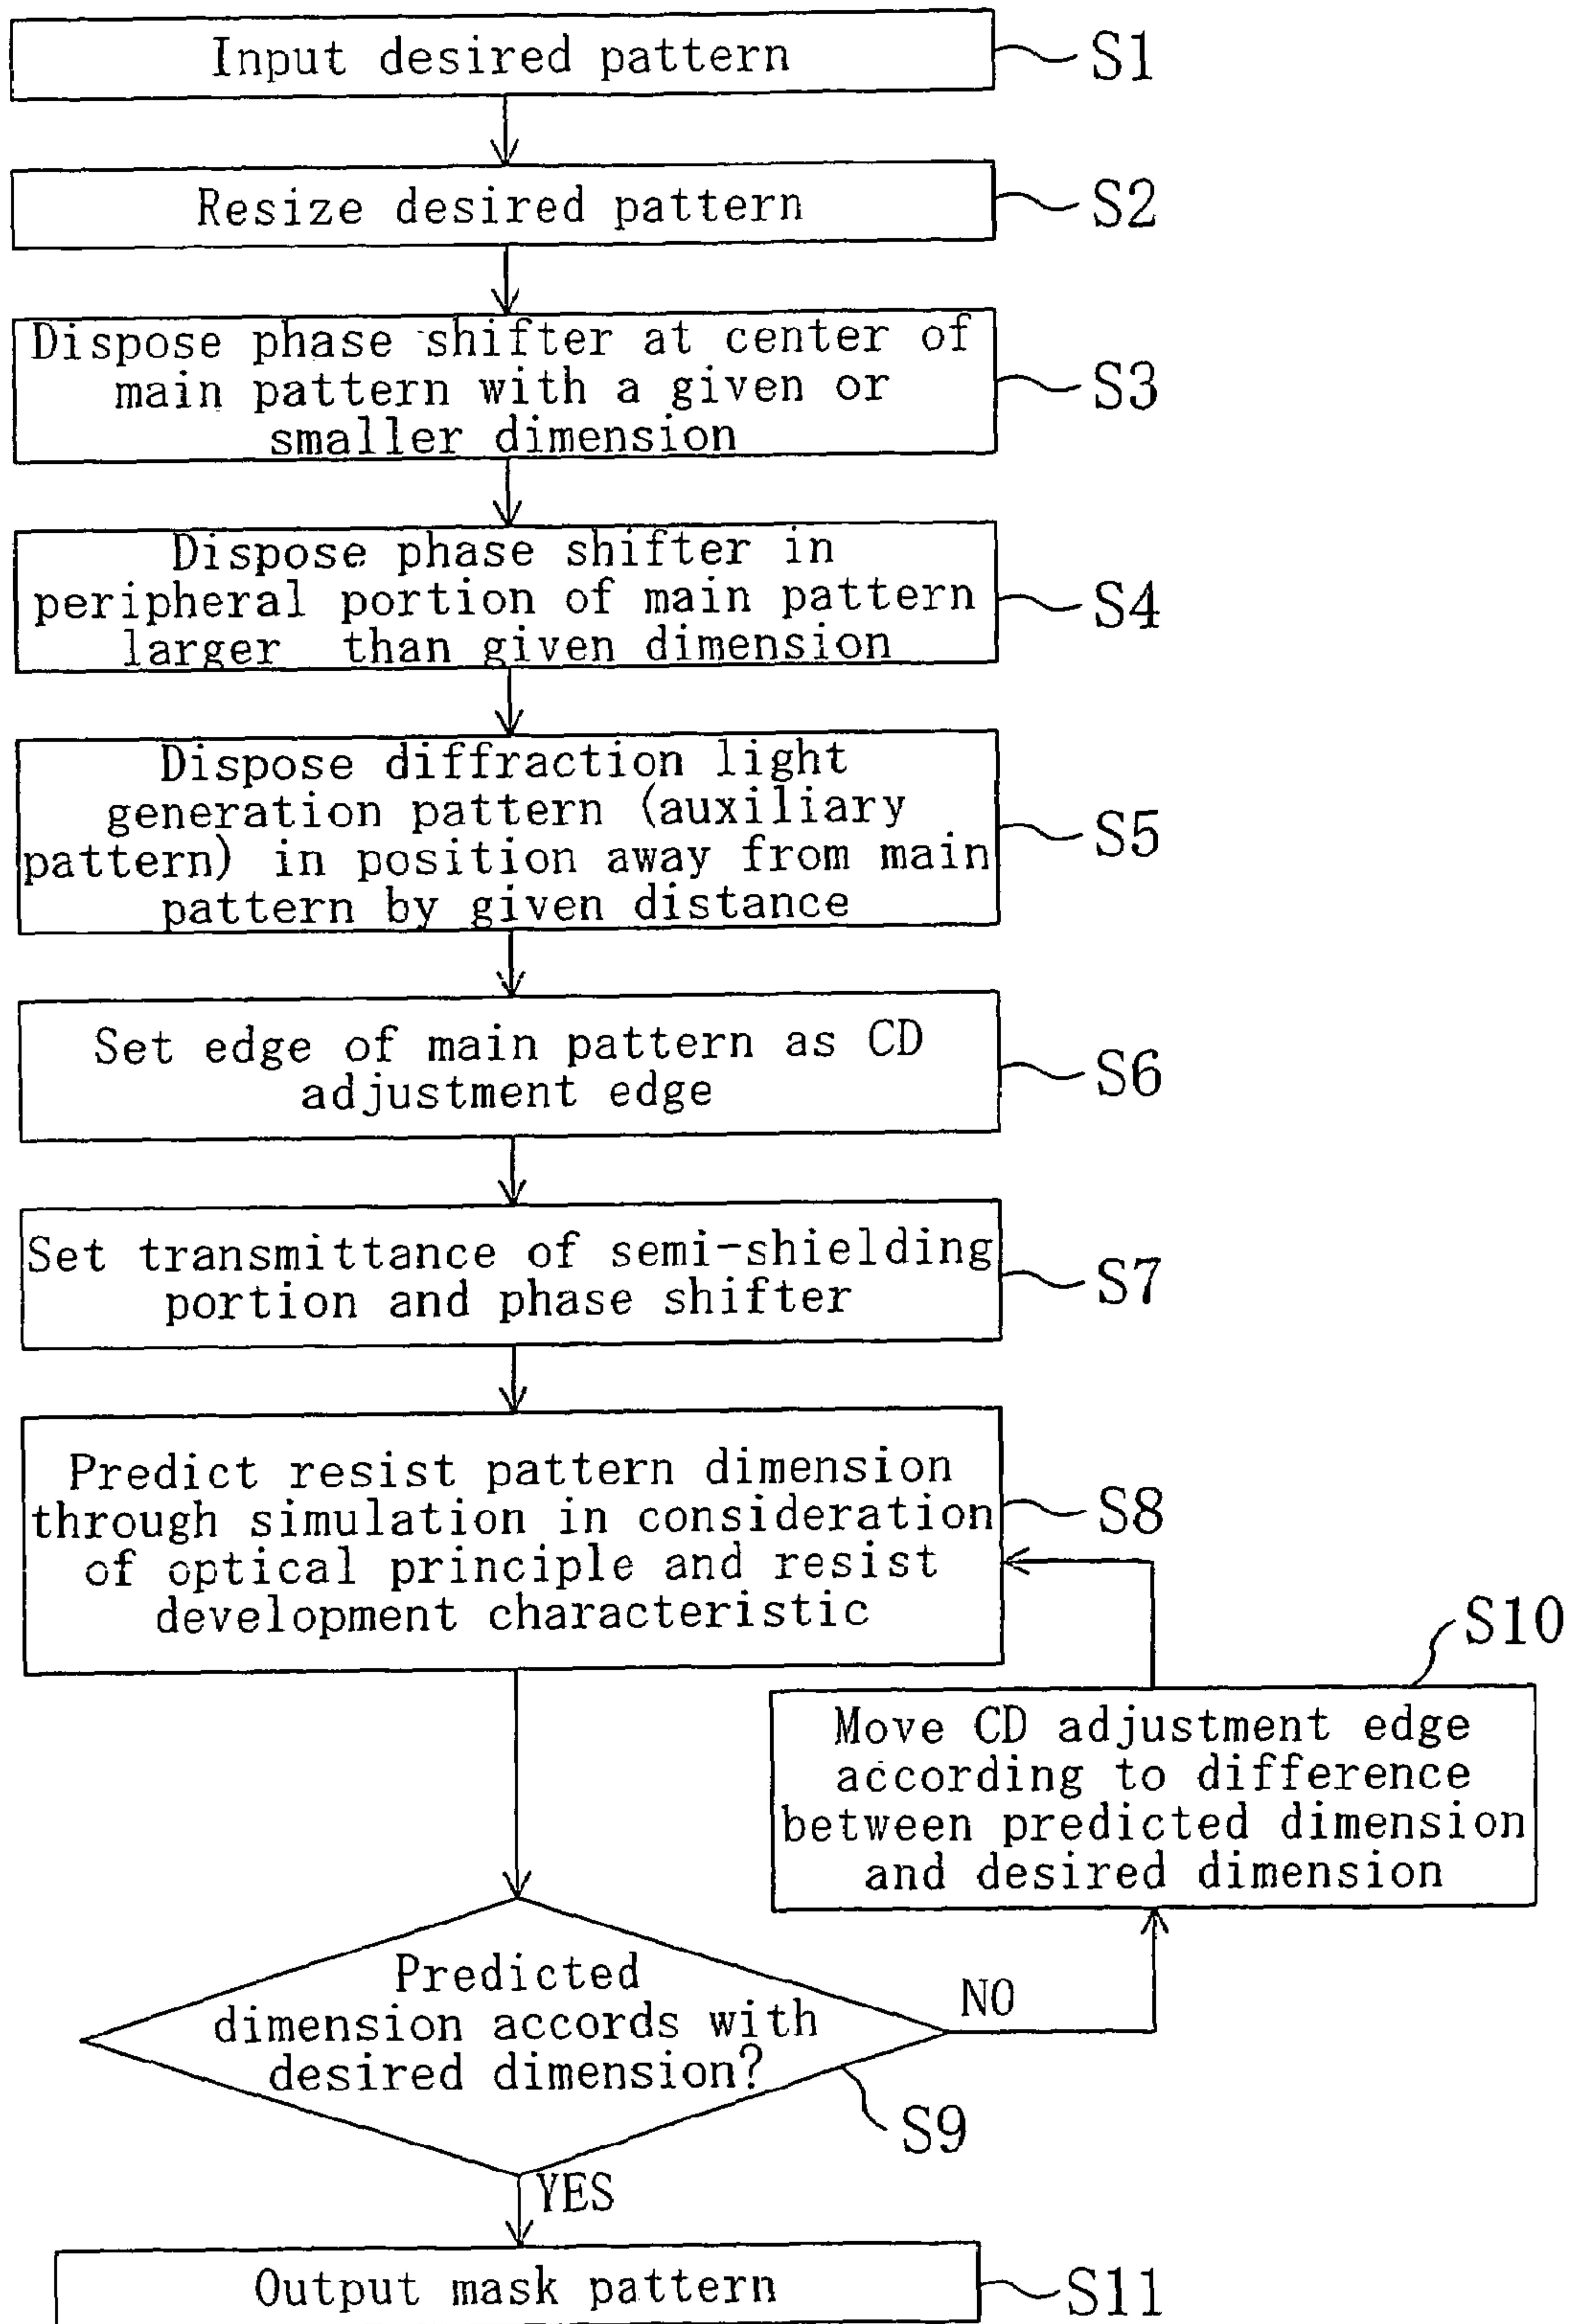 Input desired pattern
S1
Resize desired pattern
S2
Dispose phase shifter at center of
main pattern with a given or
smaller dimension
S3
Dispose phase shifter in
peripheral portion of main pattern
larger than given dimension
S4
Dispose diffraction light
generation pattern (auxiliary
pattern) in position away from main
pattern by given distance
S5
Set edge of main pattern as CD
adjustment edge
S6
Set transmittance of semi-shielding
portion and phase shifter
S7
Predict resist pattern dimension
through simulation in consideration
of optical principle and resist
development characteristic
S8
S10
Move CD adjustment edge
according to difference
between predicted dimension
and desired dimension
Predicted
dimension accords with
desired dimension?
NO
S9
YES
Output mask pattern
S11